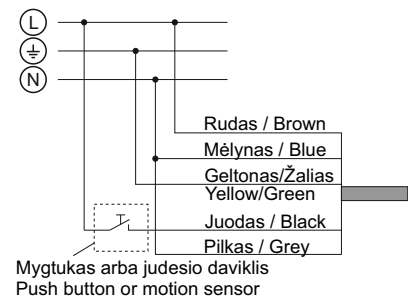 L
N
Rudas / Brown
Mėlynas / Blue
Geltonas/Žalias
Yellow/Green
Juodas / Black
Pilkas / Grey
Mygtukas arba judesio daviklis
Push button or motion sensor